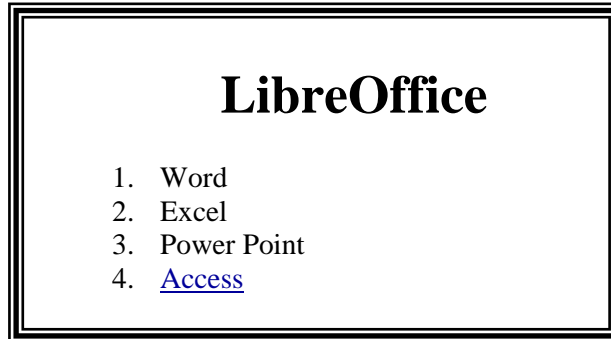 LibreOffice
1. Word
2. Excel
3. Power Point
4. Access